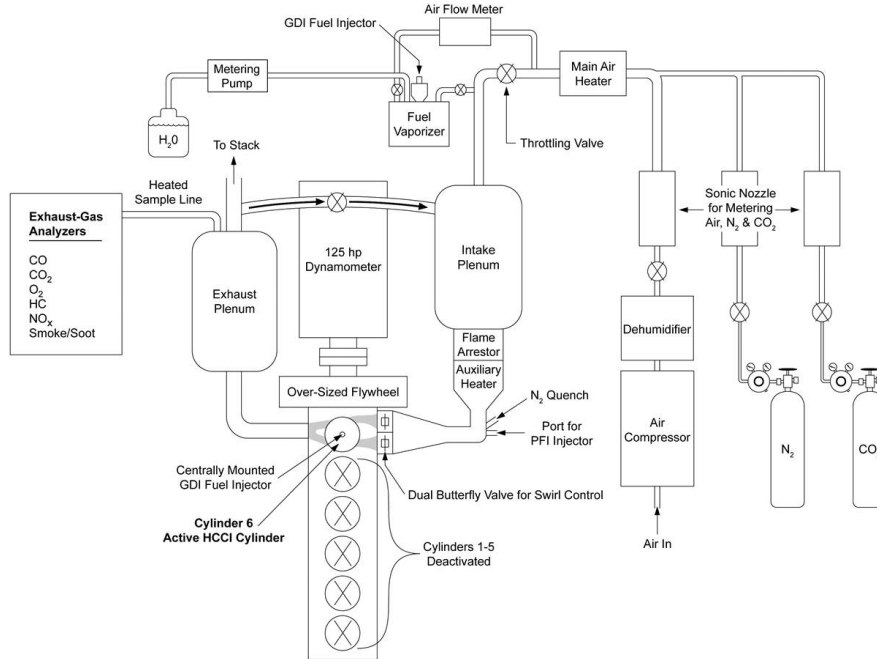 Air Flow Meter
GDI Fuel Injector
Metering
Pump
Main Air
Heater
Fuel
Vaporizer
H₂0
Throttling Valve
To Stack
Heated
Sample Line
Exhaust-Gas
Analyzers
CO
CO₂
O₂
HC
NOₓ
Smoke/Soot
Exhaust
Plenum
125 hp
Dynamometer
Intake
Plenum
Sonic Nozzle
for Metering
Air, N₂ & CO₂
Flame
Arrestor
Auxiliary
Heater
Dehumidifier
Over-Sized Flywheel
N₂ Quench
Port for
PFI Injector
Air
Compressor
N₂
CO
Centrally Mounted
GDI Fuel Injector
Dual Butterfly Valve for Swirl Control
Cylinder 6
Active HCCI Cylinder
Cylinders 1-5
Deactivated
Air In